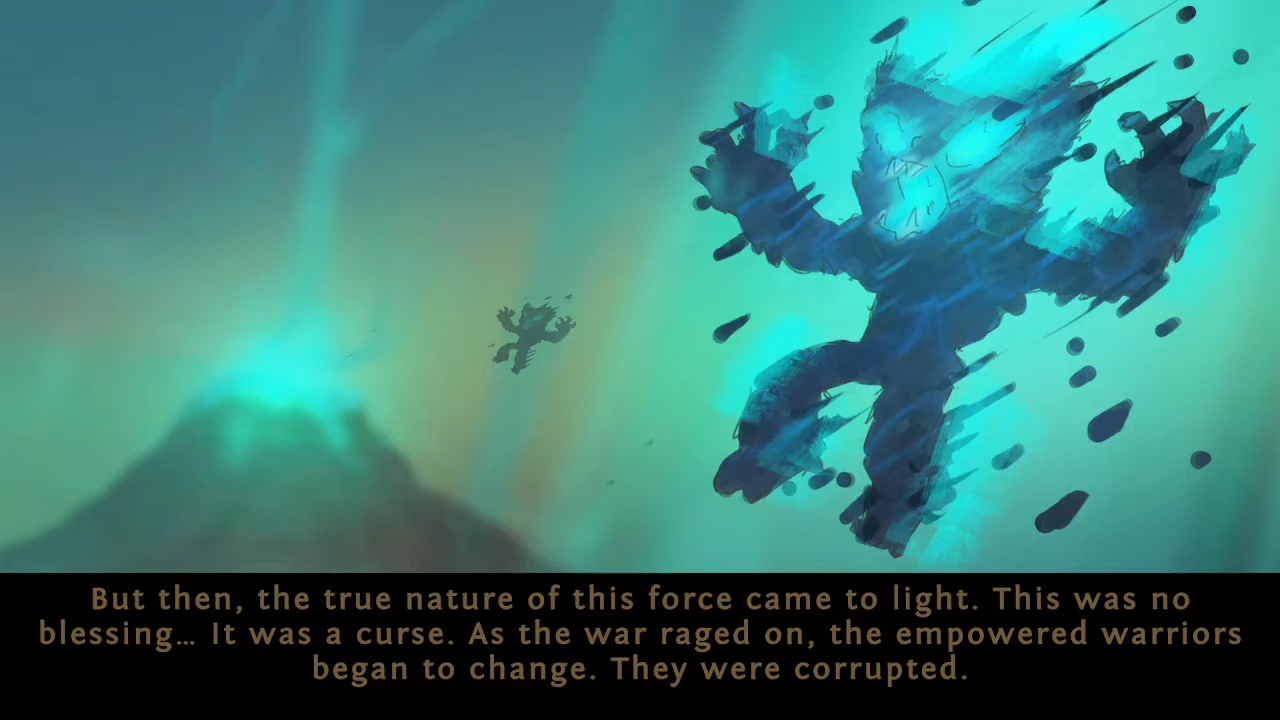 But then, the true nature of this force came to light. This was no
blessing… It was a curse. As the war raged on, the empowered warriors
began to change. They were corrupted.